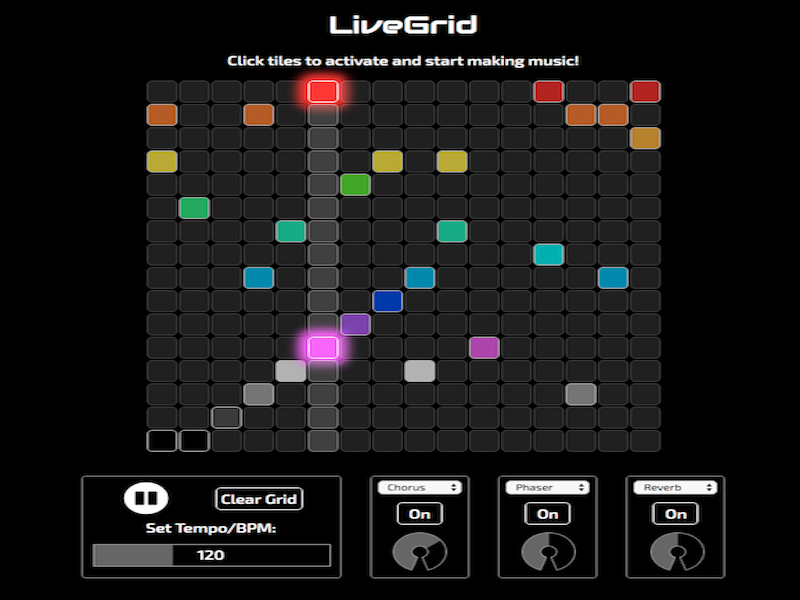 LiveGrid
Click tiles to activate and start making music!
Clear Grid
Set Tempo/BPM:
120
Chorus
On
Phaser
On
Reverb
On